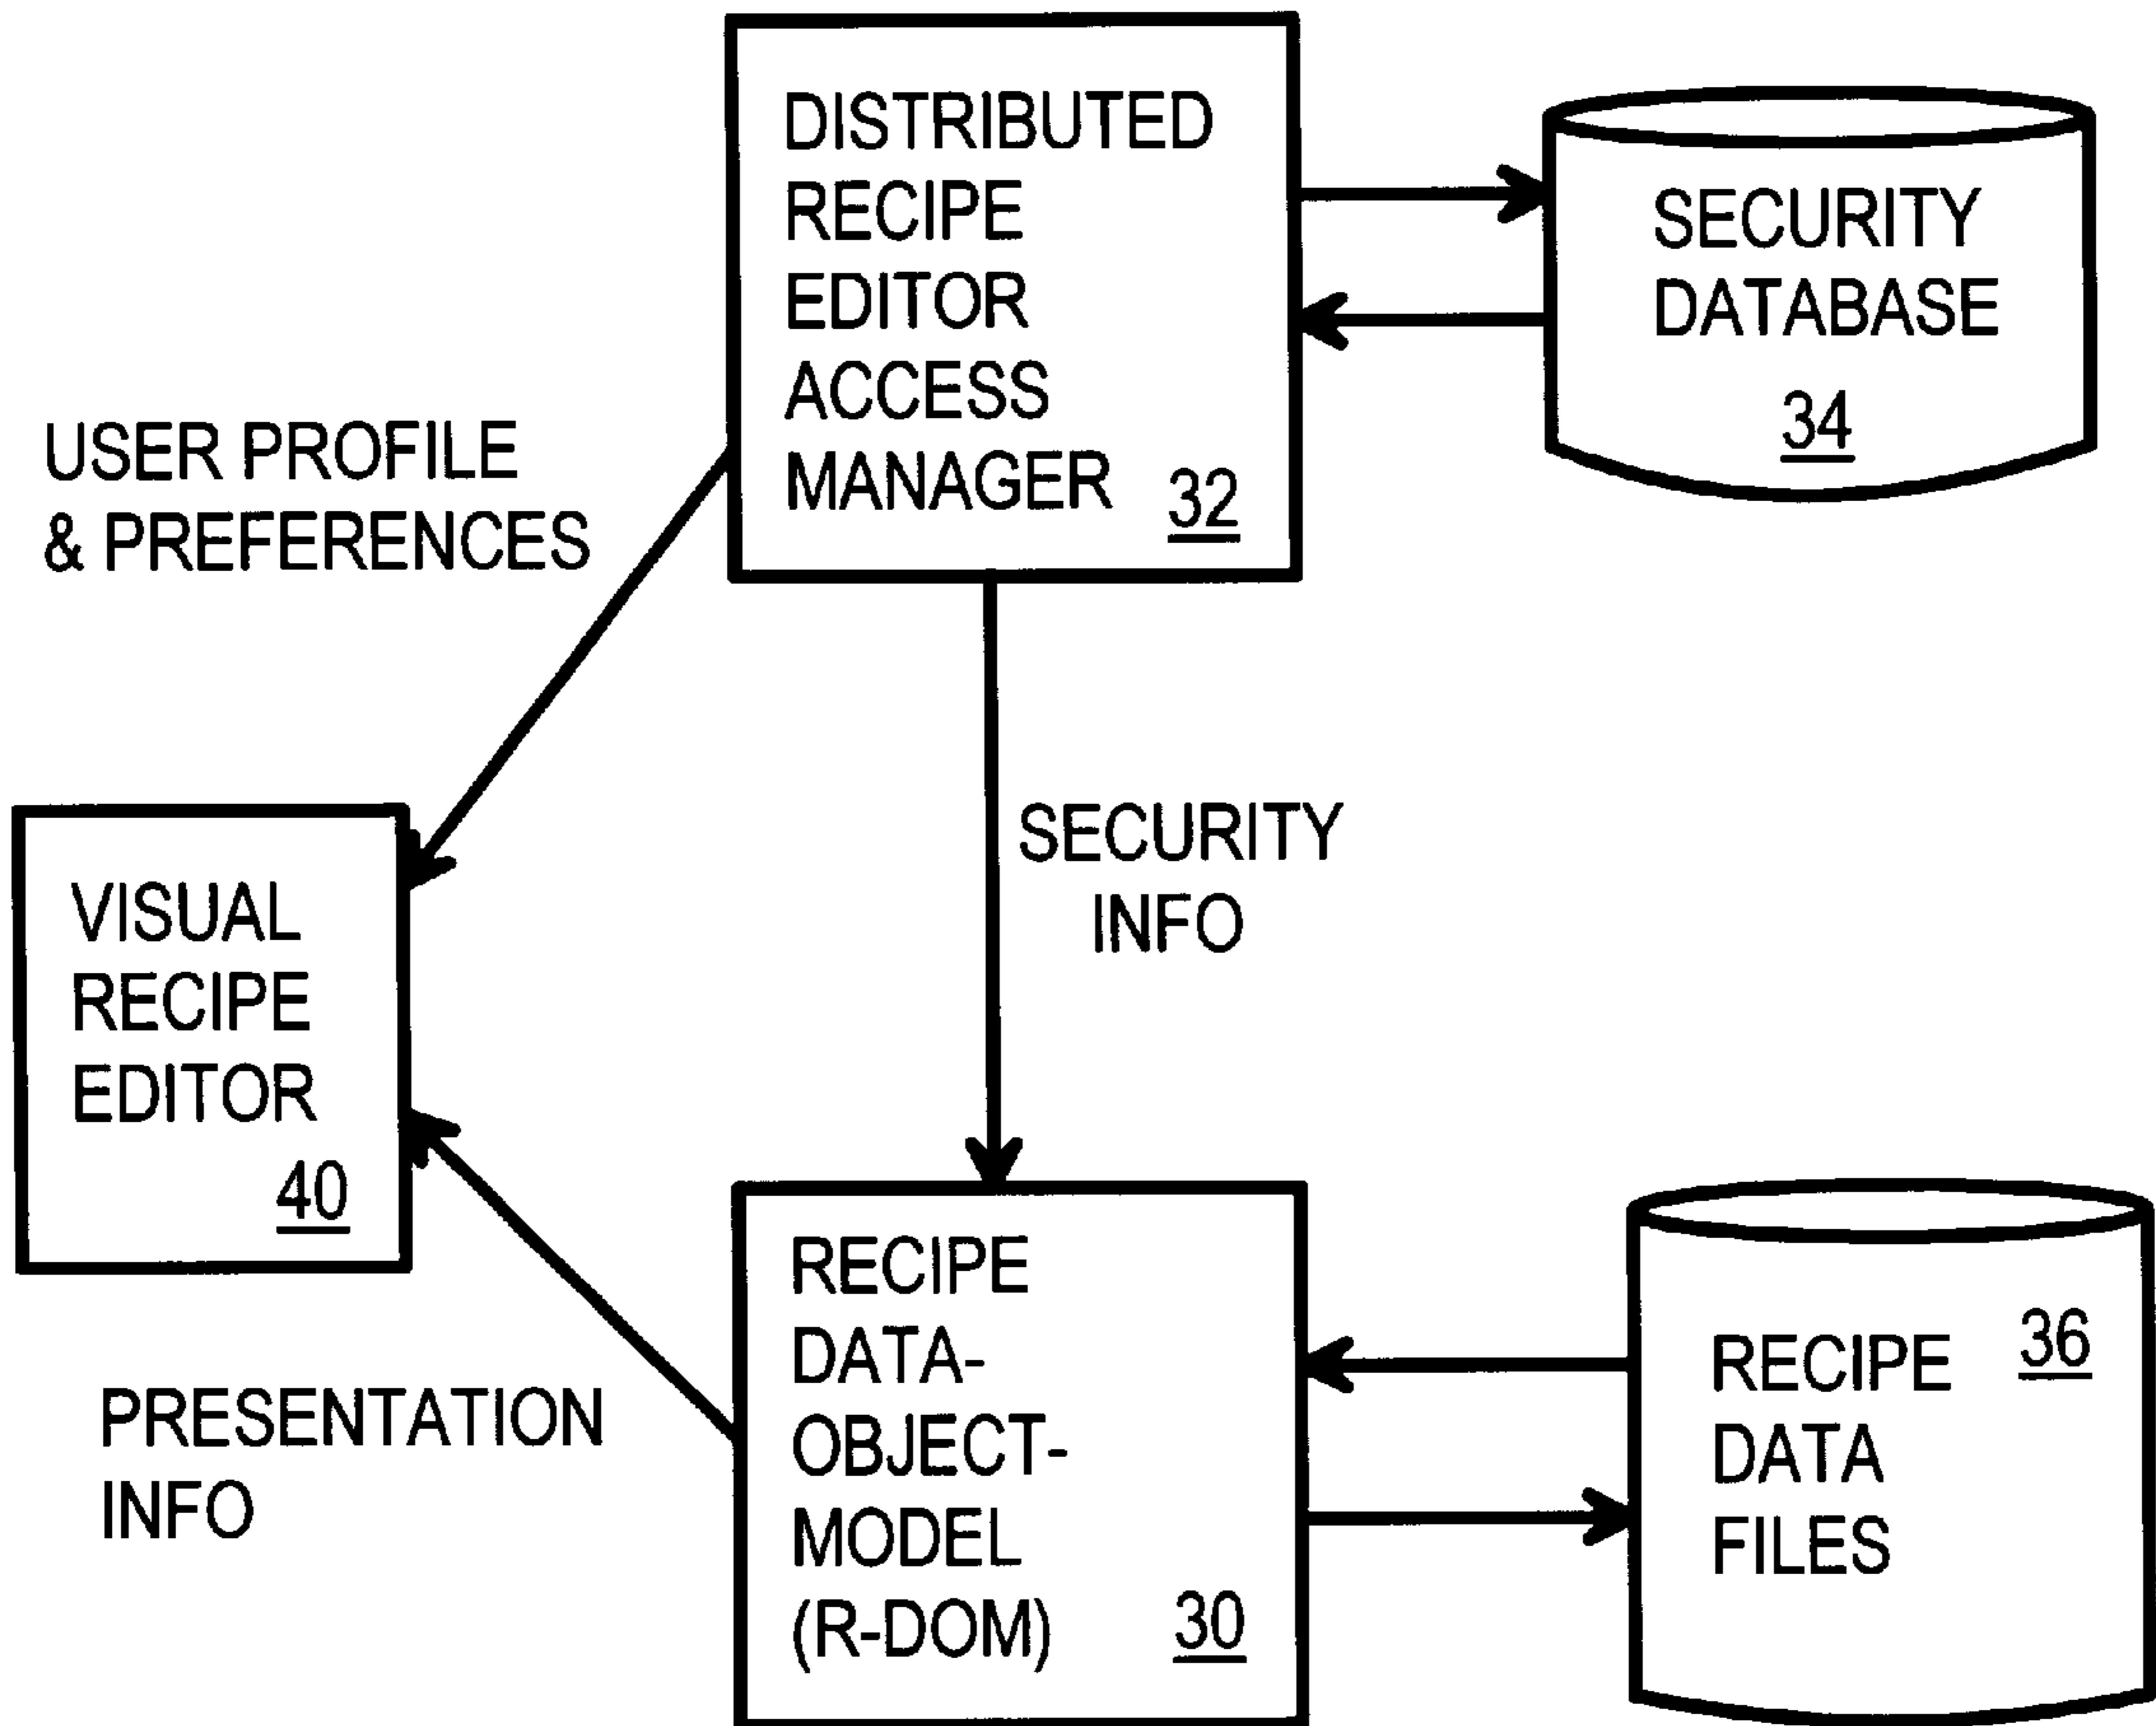 DISTRIBUTED
RECIPE
EDITOR
ACCESS
MANAGER 32
SECURITY
DATABASE
34
USER PROFILE
& PREFERENCES
SECURITY
INFO
VISUAL
RECIPE
EDITOR
40
PRESENTATION
INFO
RECIPE
DATA-
OBJECT-
MODEL
(R-DOM) 30
RECIPE 36
DATA
FILES